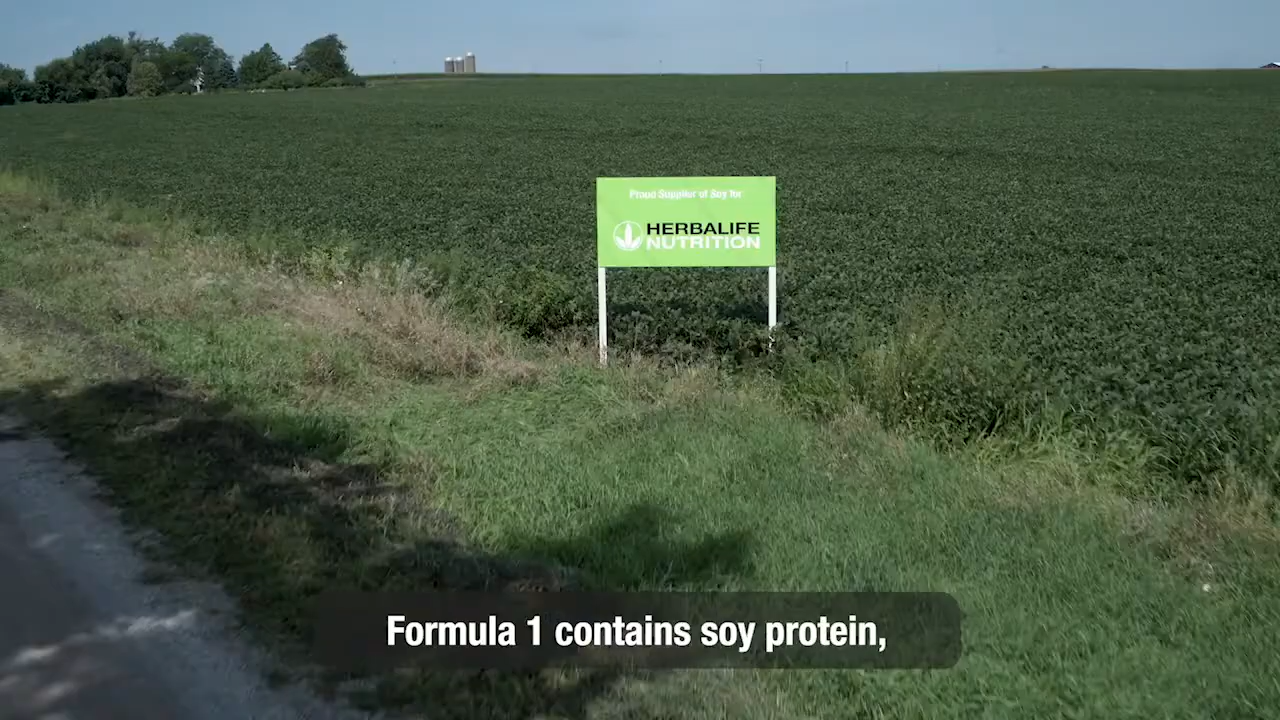 Proud Supplier of Soy for
HERBALIFE
NUTRITION
Formula 1 contains soy protein,